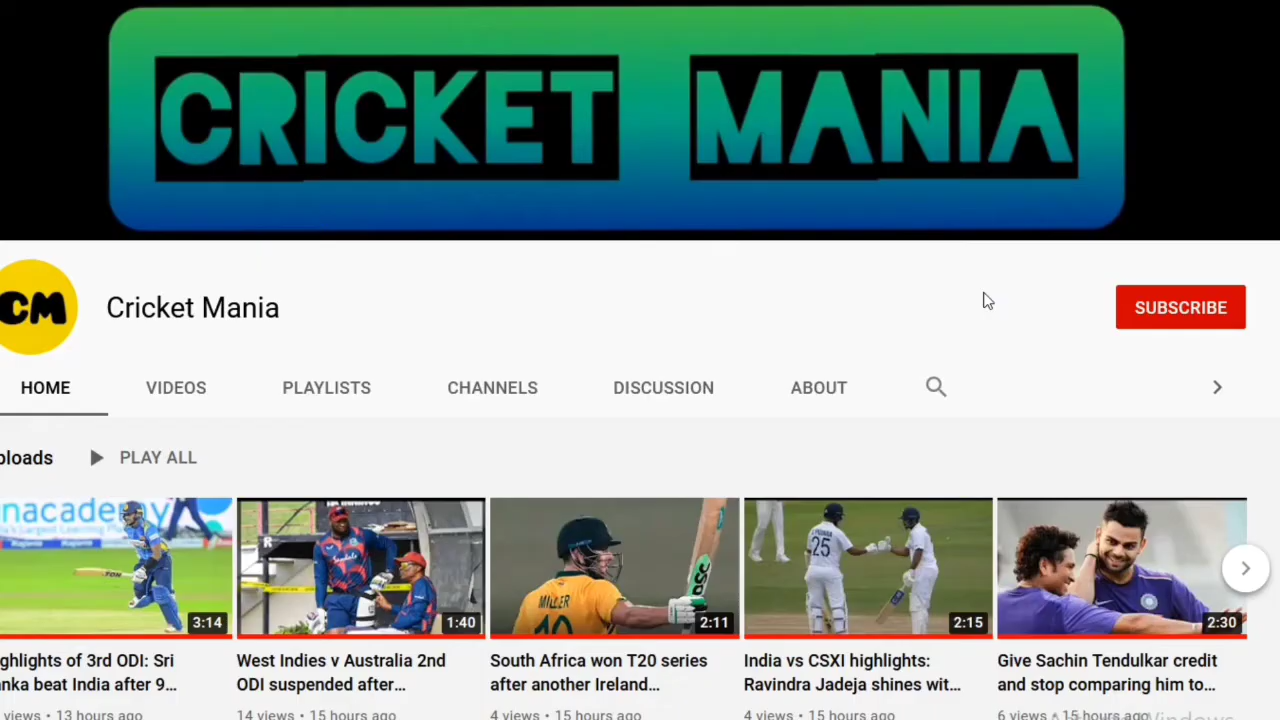 CRICKET MANIA
CM
Cricket Mania
SUBSCRIBE
HOME VIDEOS PLAYLISTS CHANNELS DISCUSSION ABOUT
ploads PLAY ALL
3:14
1:40
MILLER
2:11
25
2:15
2:30
ghlights of 3rd ODI: Sri
nka beat India after 9...
West Indies v Australia 2nd
ODI suspended after...
South Africa won T20 series
after another Ireland...
India vs CSXI highlights:
Ravindra Jadeja shines wit...
Give Sachin Tendulkar credit
and stop comparing him to...
views • 13 hours ago
14 views • 15 hours ago
4 views • 15 hours ago
4 views • 15 hours ago
6 views • 15 hours ago